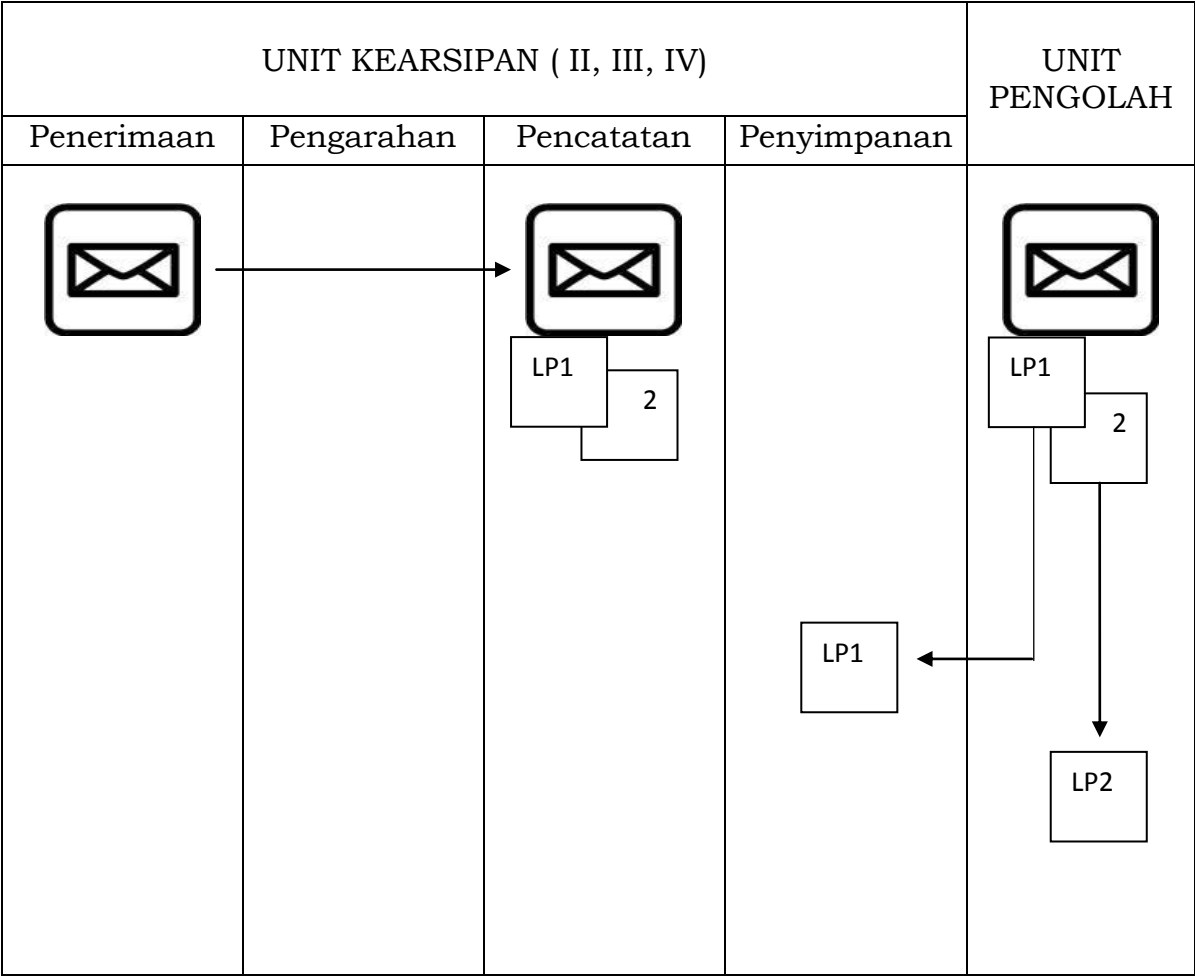 UNIT KEARSIPAN ( II, III, IV)
UNIT
PENGOLAH
Penerimaan
Pengarahan
Pencatatan
Penyimpanan
LP1
2
LP1
2
LP1
LP2